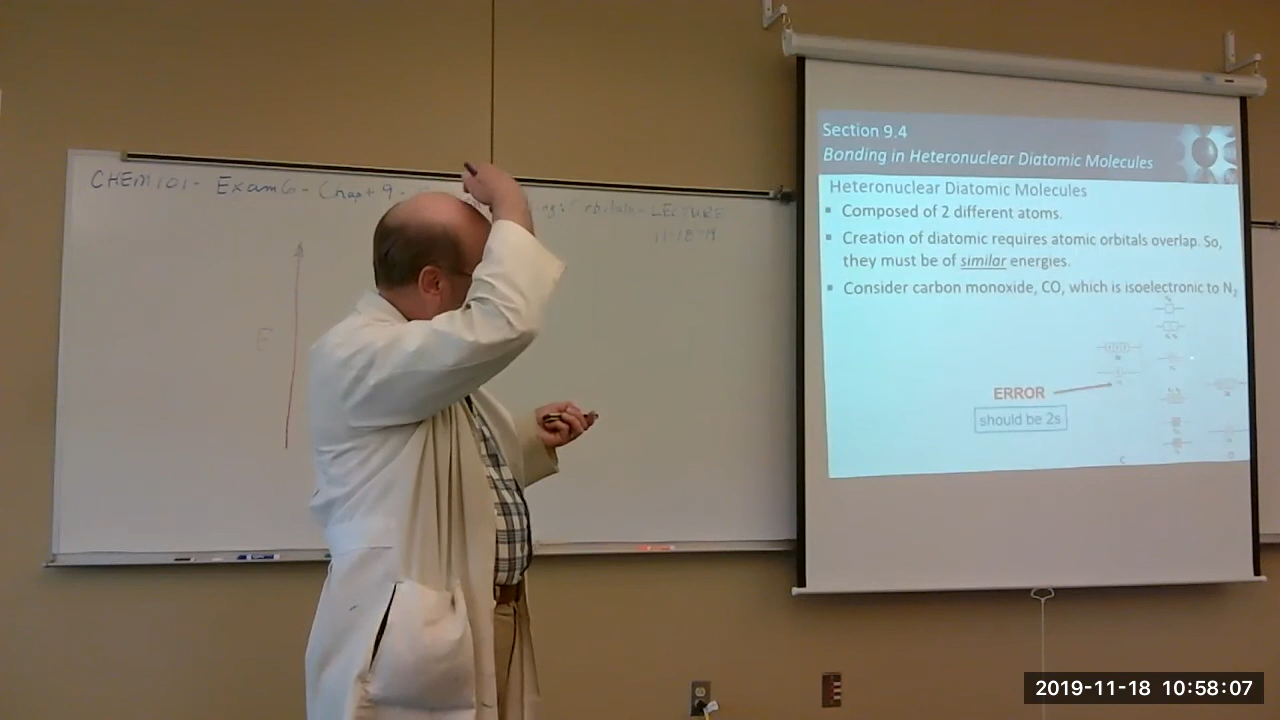 CHEM 101 - Exam 6 - Chapt 9 - Orbitals - LECTURE
11-18-19
E
Section 9.4
Bonding in Heteronuclear Diatomic Molecules
Heteronuclear Diatomic Molecules
▪ Composed of 2 different atoms.
▪ Creation of diatomic requires atomic orbitals overlap. So,
they must be of similar energies.
▪ Consider carbon monoxide, CO, which is isoelectronic to N2
ERROR
should be 2s
C
O
2019-11-18 10:58:07